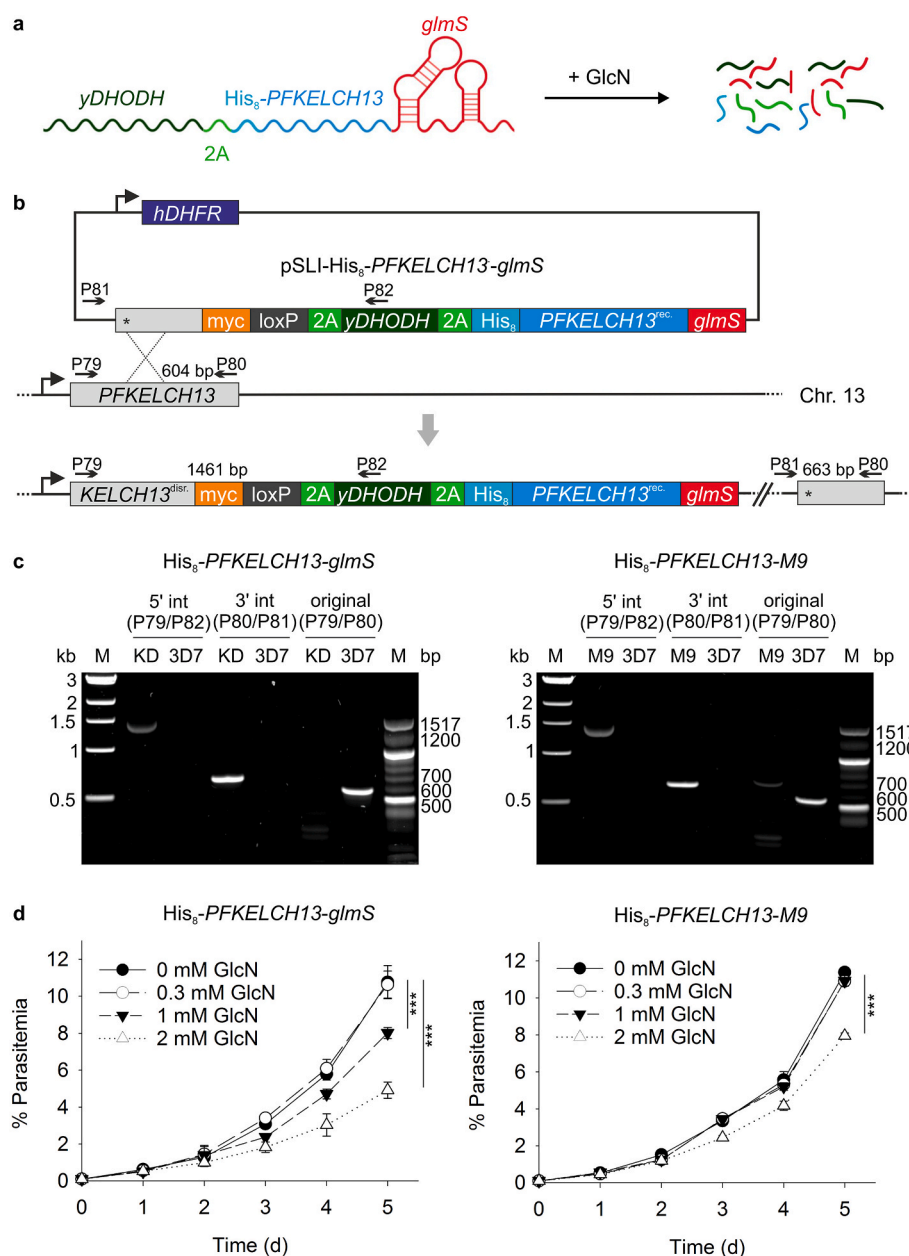 a
glmS
yDHODH
His₈-PFKELCH13
2A
+ GlcN
b
hDHFR
pSLI-His₈-PFKELCH13-glmS
P81
P82
* myc loxP 2A yDHODH 2A His₈ PFKELCH13rec. glmS
P79
604 bp
P80
PFKELCH13
Chr. 13
P79
1461 bp
P82
P81
663 bp
P80
KELCH13disr. myc loxP 2A yDHODH 2A His₈ PFKELCH13rec. glmS
*
c
His₈-PFKELCH13-glmS
5' int 3' int original
(P79/P82) (P80/P81) (P79/P80)
kb M KD 3D7 KD 3D7 KD 3D7 M bp
3
2
1.5
1
0.5
1517
1200
700
600
500
His₈-PFKELCH13-M9
5' int 3' int original
(P79/P82) (P80/P81) (P79/P80)
kb M M9 3D7 M9 3D7 M9 3D7 M bp
3
2
1.5
1
0.5
1517
1200
700
600
500
d
His₈-PFKELCH13-glmS
% Parasitemia
12
10
8
6
4
2
0
0 mM GlcN
0.3 mM GlcN
1 mM GlcN
2 mM GlcN
***
***
0 1 2 3 4 5
Time (d)
His₈-PFKELCH13-M9
% Parasitemia
12
10
8
6
4
2
0
0 mM GlcN
0.3 mM GlcN
1 mM GlcN
2 mM GlcN
***
0 1 2 3 4 5
Time (d)